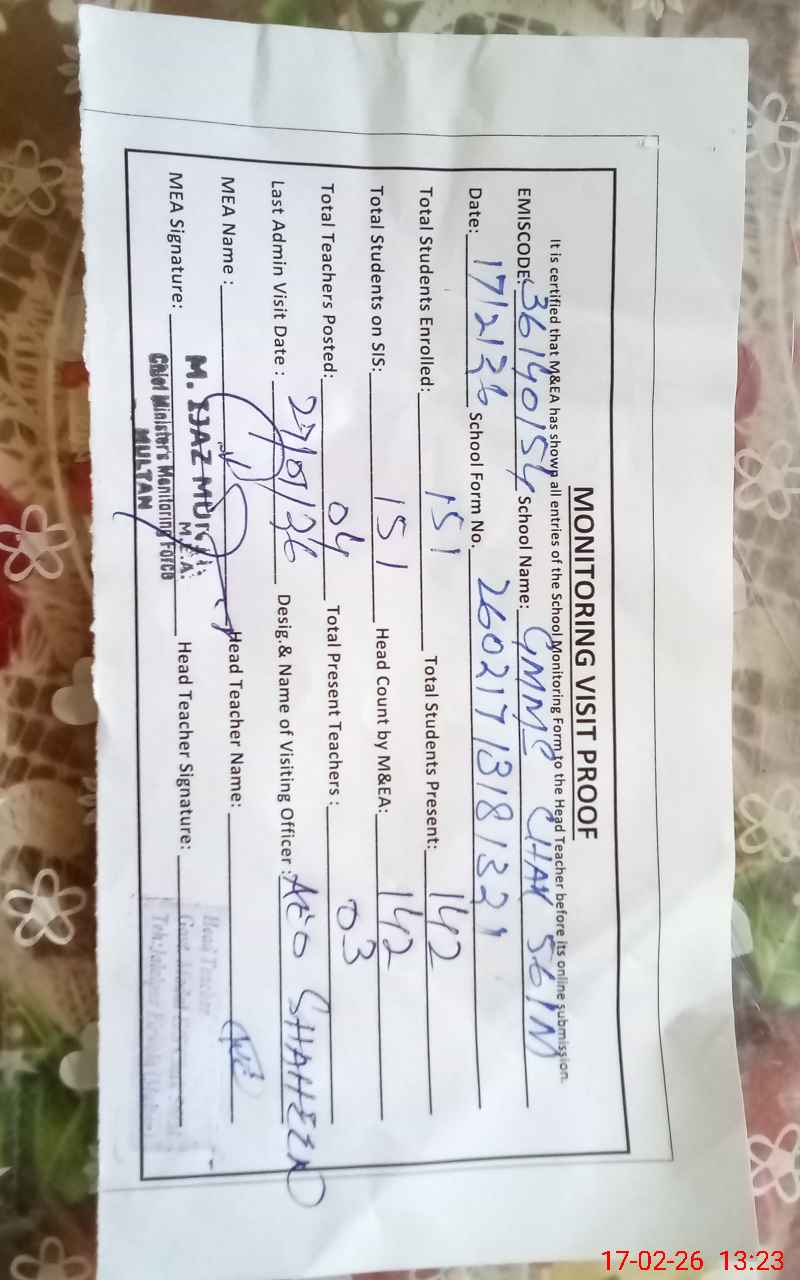 MONITORING VISIT PROOF
It is certified that M&EA has shown all entries of the School Monitoring Form to the Head Teacher before its online submission.
EMISCODE: 36140154 School Name: GMMS CHAK 561N
Date: 17/2/26 School Form No. 26021713181321
Total Students Enrolled: 151 Total Students Present: 142
Total Students on SIS: 151 Head Count by M&EA: 142
Total Teachers Posted: 04 Total Present Teachers : 03
Last Admin Visit Date : 27/01/26 Desig.& Name of Visiting Officer : AEO SHAHEEN
MEA Name : Head Teacher Name:
M. IJAZ
M.E.A.
MEA Signature: Head Teacher Signature:
Chief Minister's Monitoring Force
MULTAN
Head Teacher
17-02-26 13:23